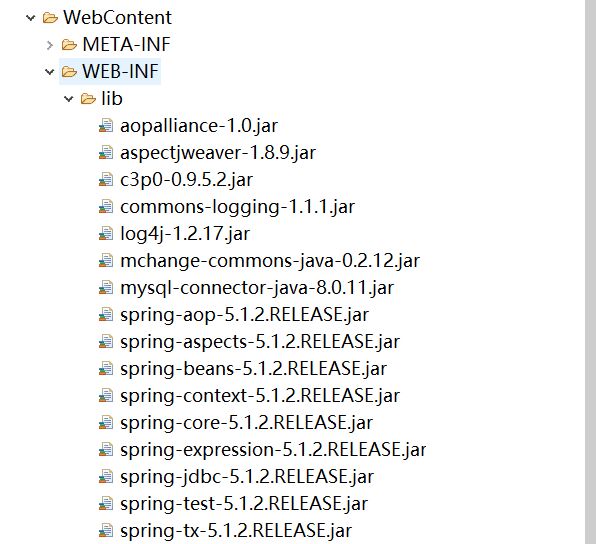 WebContent
META-INF
WEB-INF
lib
aopalliance-1.0.jar
aspectjweaver-1.8.9.jar
c3p0-0.9.5.2.jar
commons-logging-1.1.1.jar
log4j-1.2.17.jar
mchange-commons-java-0.2.12.jar
mysql-connector-java-8.0.11.jar
spring-aop-5.1.2.RELEASE.jar
spring-aspects-5.1.2.RELEASE.jar
spring-beans-5.1.2.RELEASE.jar
spring-context-5.1.2.RELEASE.jar
spring-core-5.1.2.RELEASE.jar
spring-expression-5.1.2.RELEASE.jar
spring-jdbc-5.1.2.RELEASE.jar
spring-test-5.1.2.RELEASE.jar
spring-tx-5.1.2.RELEASE.jar